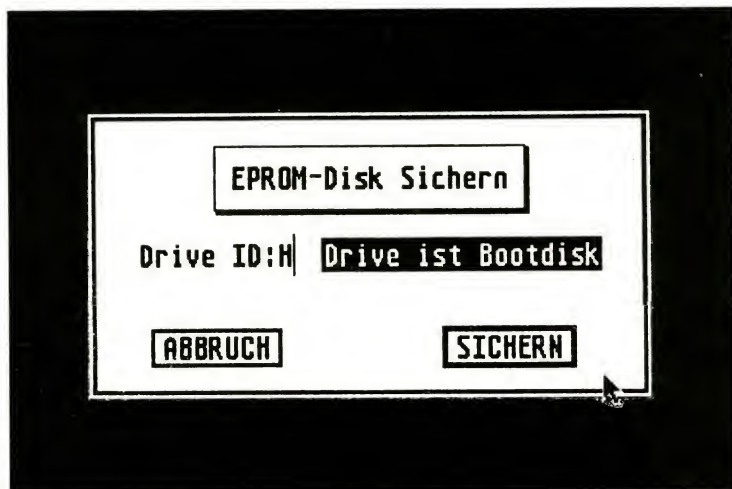 EPROM-Disk Sichern
Drive ID:H Drive ist Bootdisk
ABBRUCH SICHERN